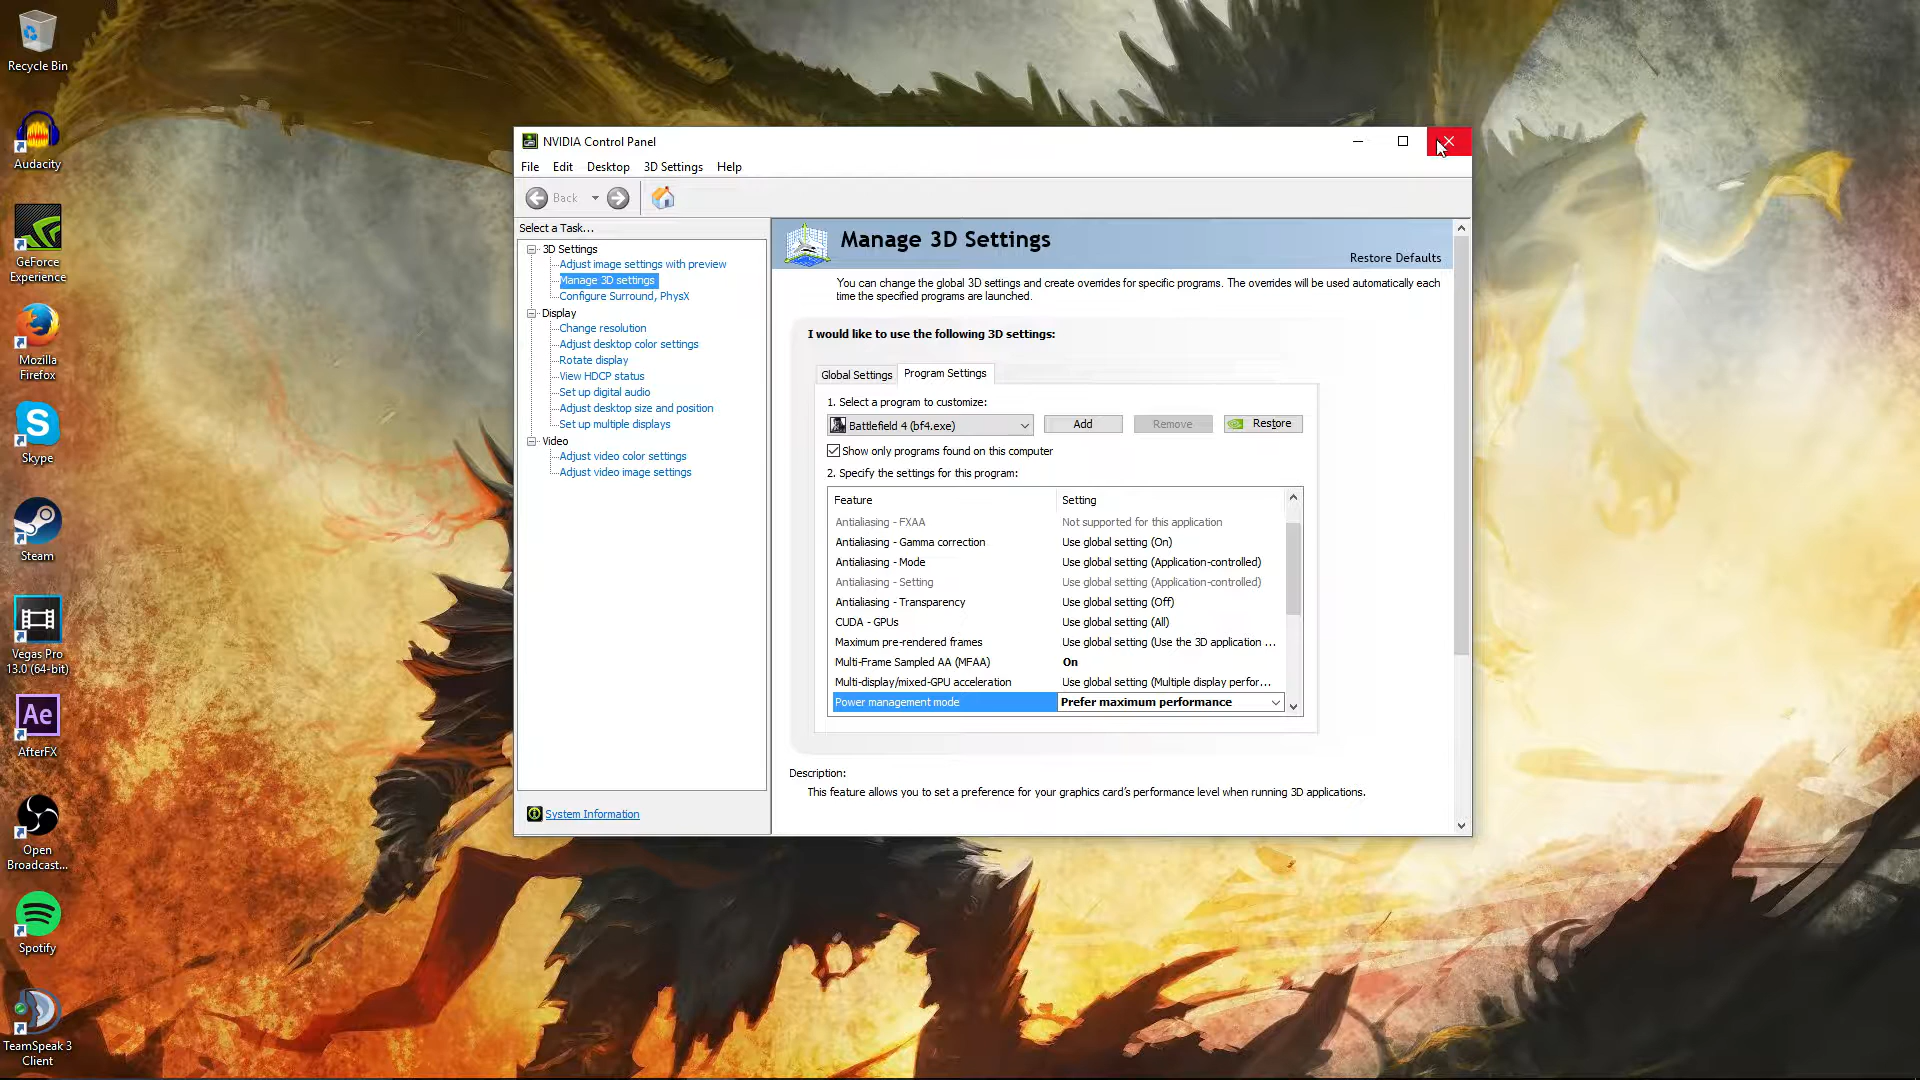 Recycle Bin
Audacity
GeForce
Experience
Mozilla
Firefox
S
Skype
Steam
Vegas Pro
13.0 (64-bit)
Ae
AfterFX
Open
Broadcast...
Spotify
TeamSpeak 3
Client
NVIDIA Control Panel
File Edit Desktop 3D Settings Help
Back
Select a Task...
3D Settings
Adjust image settings with preview
Manage 3D settings
Configure Surround, PhysX
Display
Change resolution
Adjust desktop color settings
Rotate display
View HDCP status
Set up digital audio
Adjust desktop size and position
Set up multiple displays
Video
Adjust video color settings
Adjust video image settings
System Information
Manage 3D Settings
Restore Defaults
You can change the global 3D settings and create overrides for specific programs. The overrides will be used automatically each
time the specified programs are launched.
I would like to use the following 3D settings:
Global Settings Program Settings
1. Select a program to customize:
Battlefield 4 (bf4.exe) Add Remove Restore
Show only programs found on this computer
2. Specify the settings for this program:
Feature Setting
Antialiasing - FXAA Not supported for this application
Antialiasing - Gamma correction Use global setting (On)
Antialiasing - Mode Use global setting (Application-controlled)
Antialiasing - Setting Use global setting (Application-controlled)
Antialiasing - Transparency Use global setting (Off)
CUDA - GPUs Use global setting (All)
Maximum pre-rendered frames Use global setting (Use the 3D application ...
Multi-Frame Sampled AA (MFAA) On
Multi-display/mixed-GPU acceleration Use global setting (Multiple display perfor...
Power management mode Prefer maximum performance
Description:
This feature allows you to set a preference for your graphics card's performance level when running 3D applications.